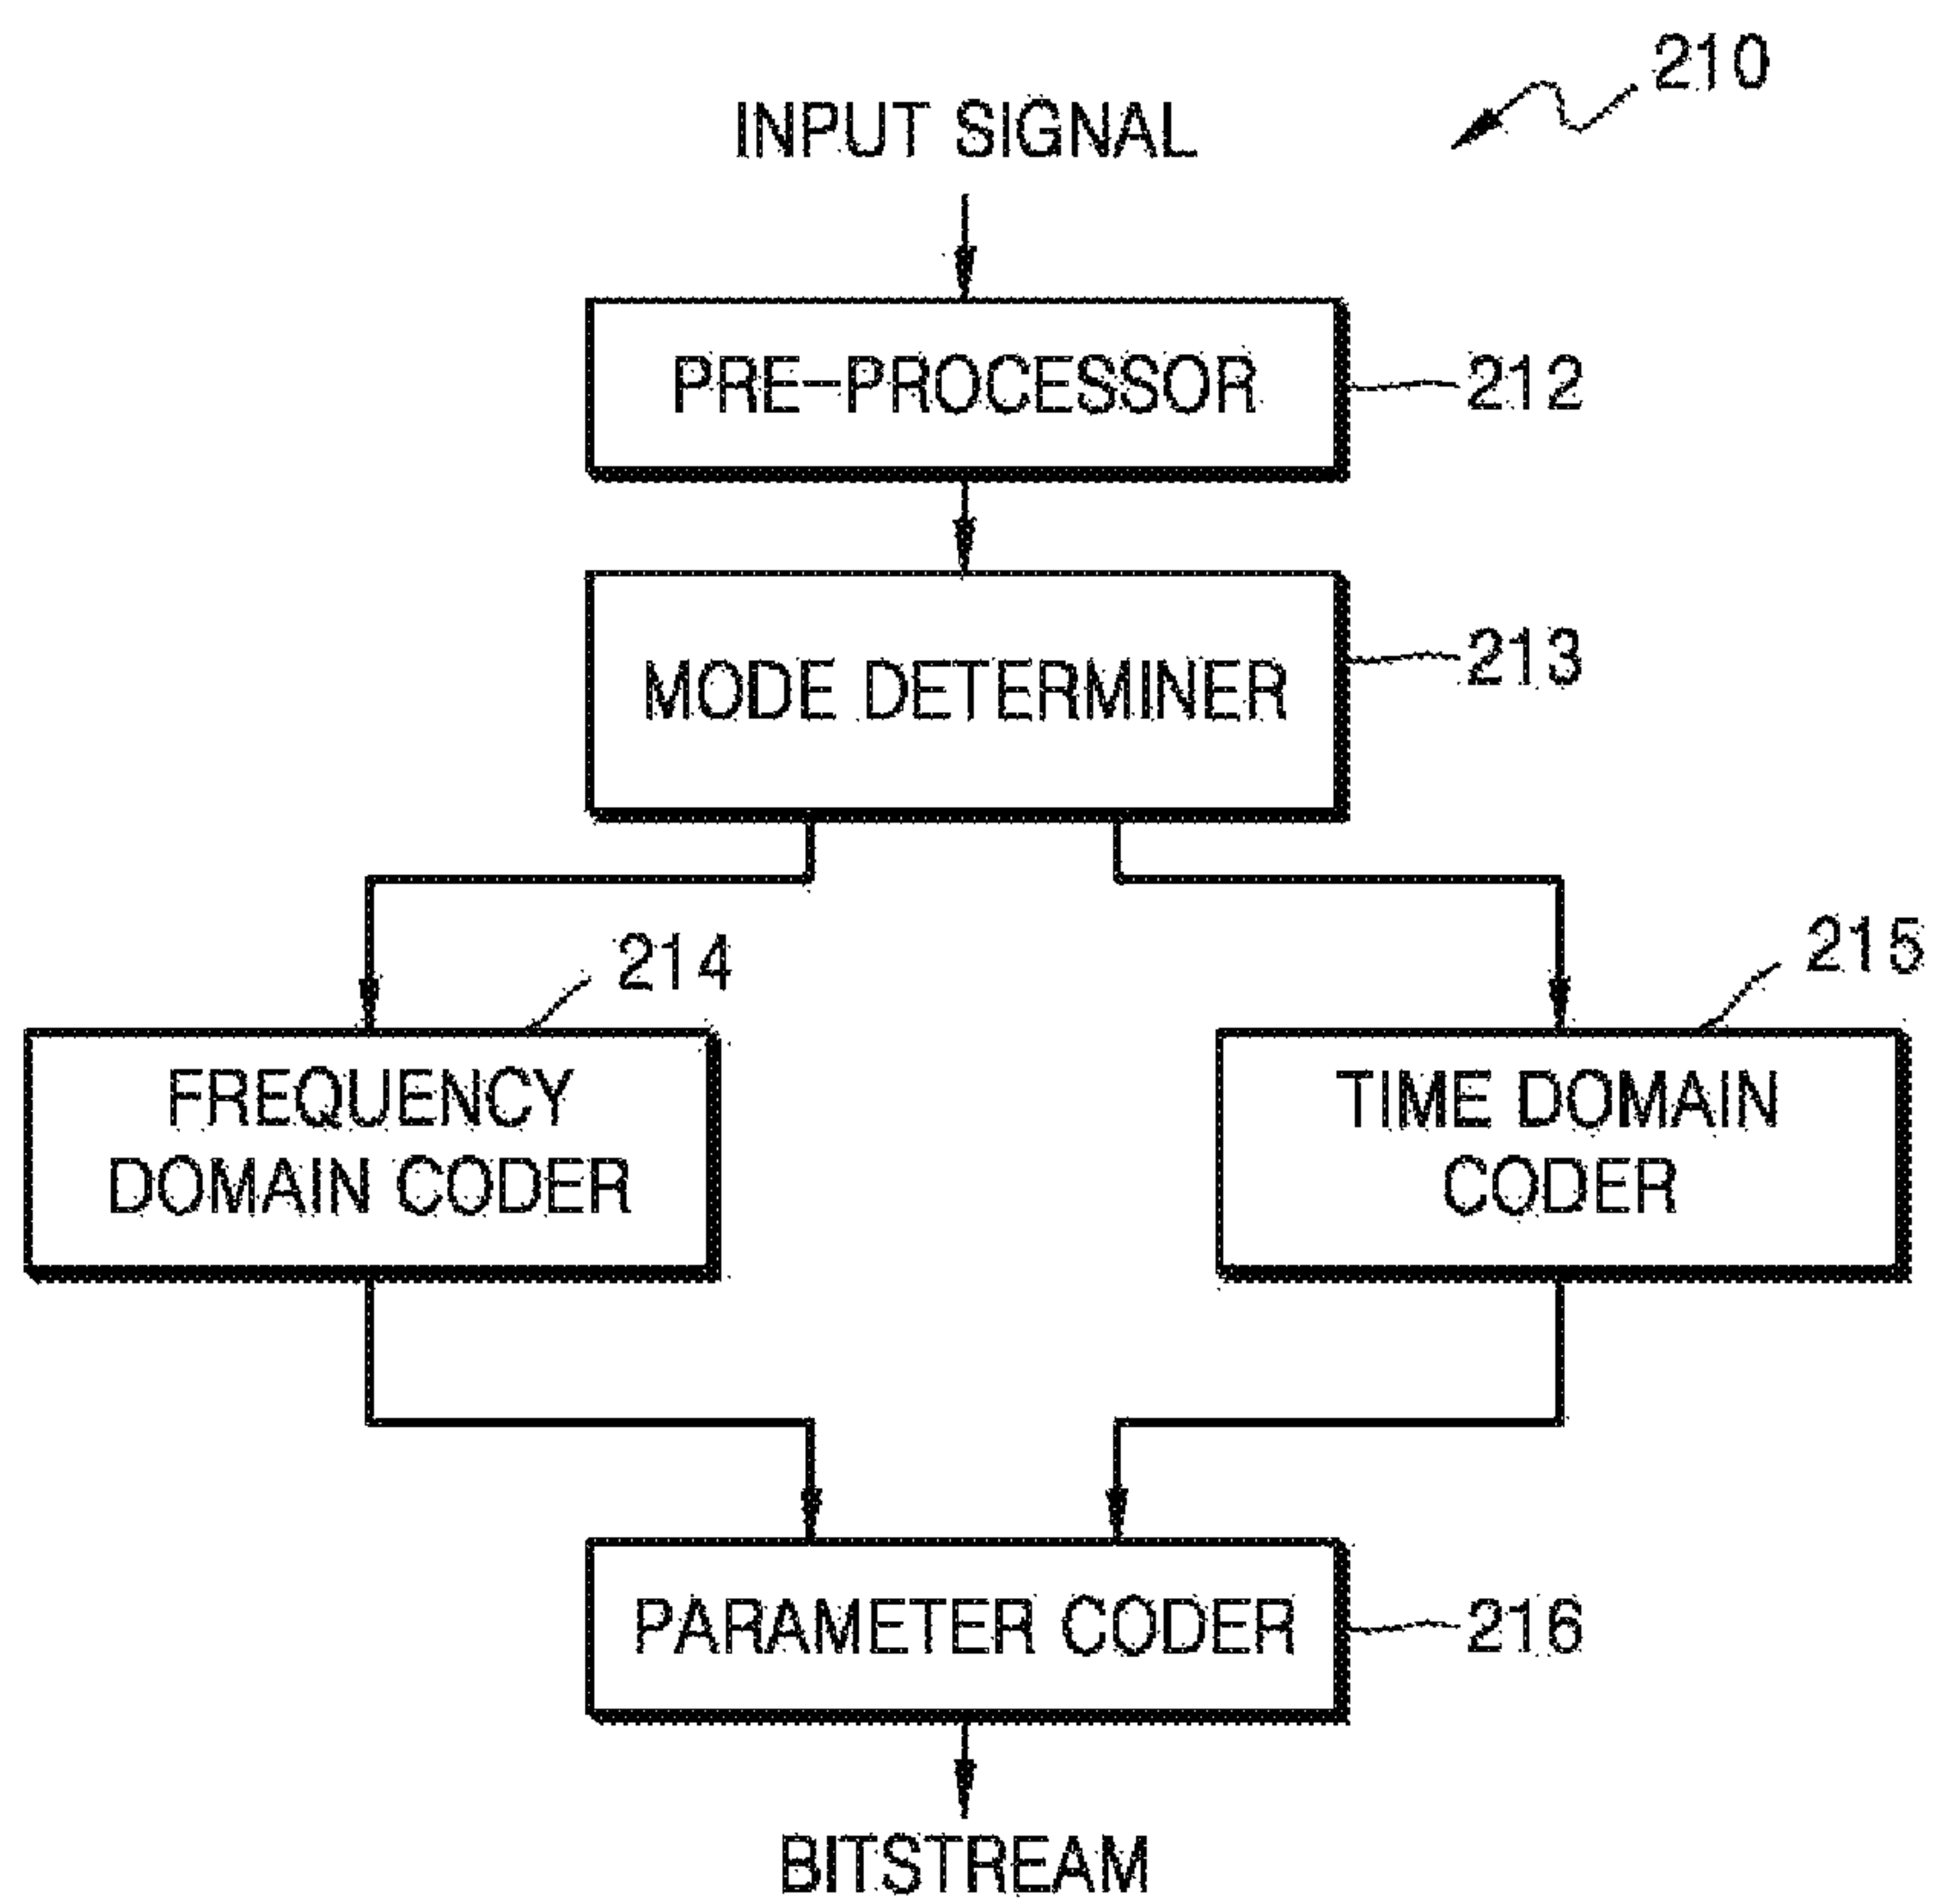 210
INPUT SIGNAL
PRE-PROCESSOR
212
MODE DETERMINER
213
214
215
FREQUENCY
DOMAIN CODER
TIME DOMAIN
CODER
PARAMETER CODER
216
BITSTREAM